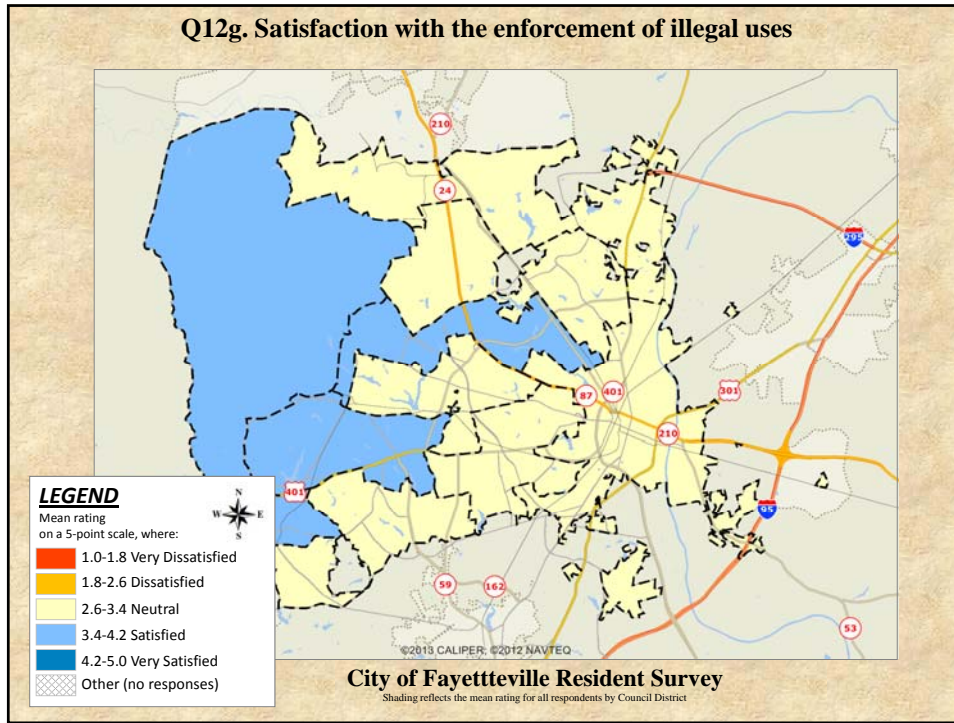 Q12g. Satisfaction with the enforcement of illegal uses
210
24
295
87
401
301
210
401
95
59
162
53
LEGEND
Mean rating
on a 5-point scale, where:
N
W E
S
1.0-1.8 Very Dissatisfied
1.8-2.6 Dissatisfied
2.6-3.4 Neutral
3.4-4.2 Satisfied
4.2-5.0 Very Satisfied
Other (no responses)
©2013 CALIPER; ©2012 NAVTEQ
City of Fayettteville Resident Survey
Shading reflects the mean rating for all respondents by Council District